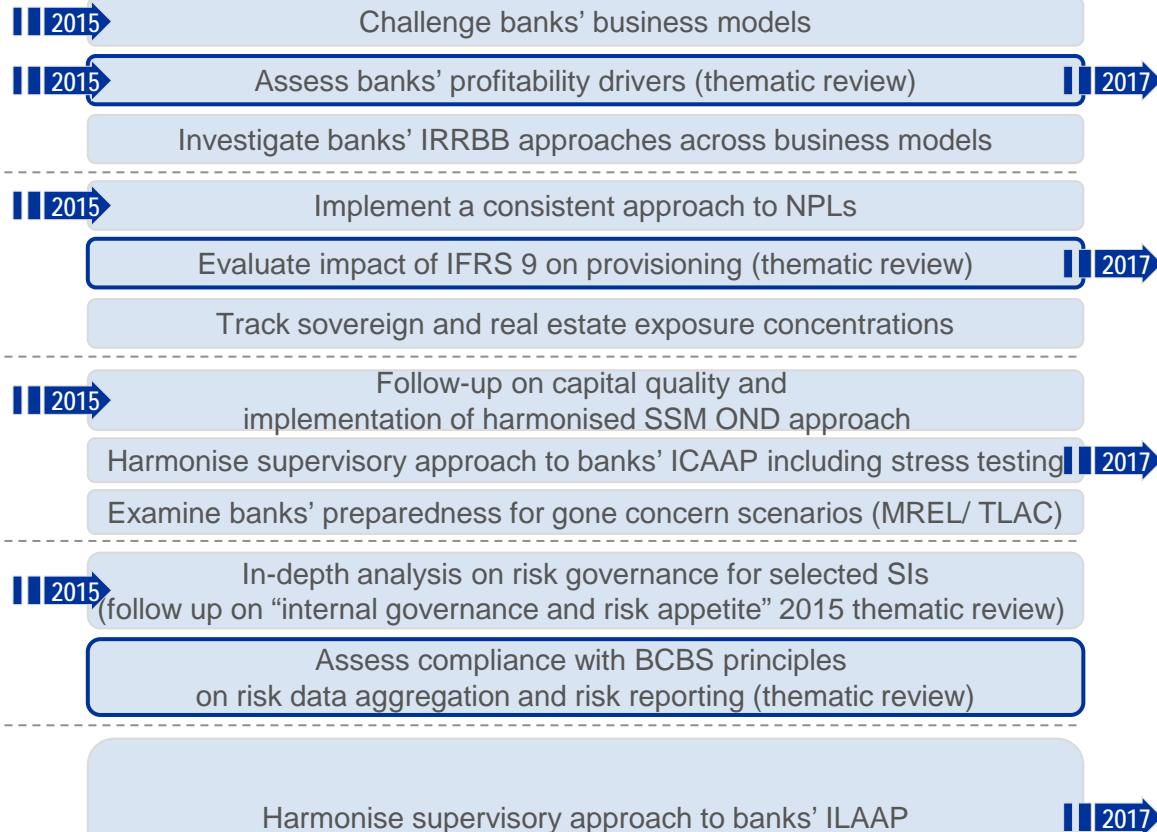 2015 Challenge banks' business models
2015 Assess banks' profitability drivers (thematic review) 2017
Investigate banks' IRRBB approaches across business models
2015 Implement a consistent approach to NPLs
Evaluate impact of IFRS 9 on provisioning (thematic review) 2017
Track sovereign and real estate exposure concentrations
Follow-up on capital quality and
2015 implementation of harmonised SSM OND approach
Harmonise supervisory approach to banks' ICAAP including stress testing 2017
Examine banks' preparedness for gone concern scenarios (MREL/ TLAC)
In-depth analysis on risk governance for selected SIs
2015 (follow up on “internal governance and risk appetite” 2015 thematic review)
Assess compliance with BCBS principles
on risk data aggregation and risk reporting (thematic review)
Harmonise supervisory approach to banks' ILAAP 2017